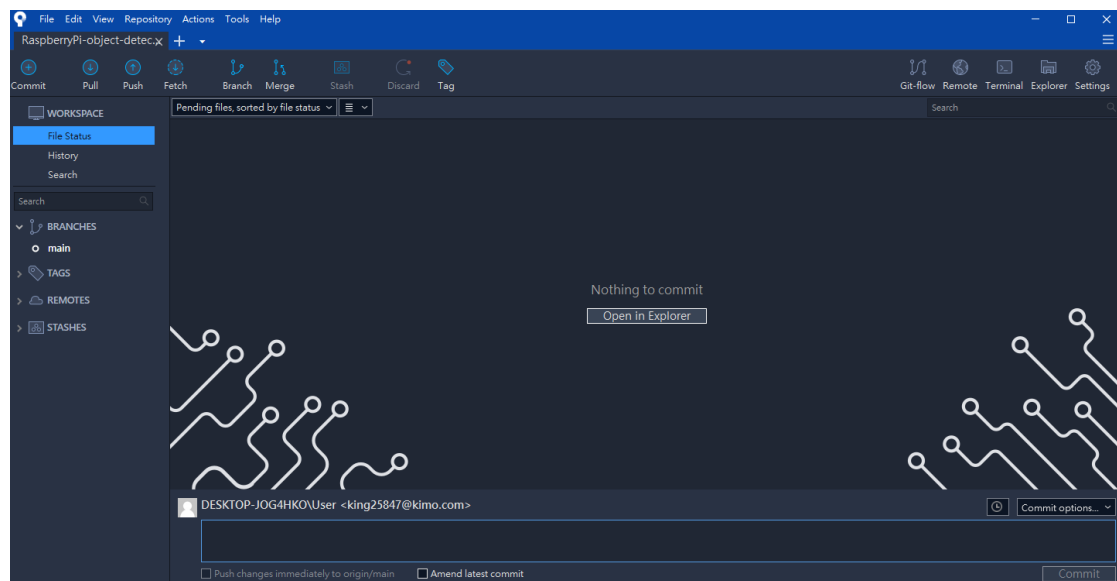 File Edit View Repository Actions Tools Help
RaspberryPi-object-detec
Commit Pull Push Fetch Branch Merge Stash Discard Tag Git-flow Remote Terminal Explorer Settings
WORKSPACE
Pending files, sorted by file status
Search
File Status
History
Search
Search
BRANCHES
main
TAGS
REMOTES
STASHES
Nothing to commit
Open in Explorer
DESKTOP-JOG4HKO\User <king25847@kimo.com>
Commit options...
Push changes immediately to origin/main Amend latest commit
Commit